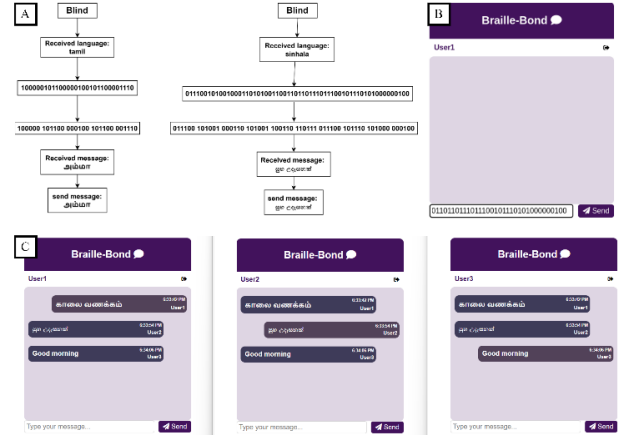 A
Blind
Received language:
tamil
100000101100000100101100001110
100000 101100 000100 101100 001110
Received message:
அம்மா
send message:
அம்மா
Blind
Received language:
sinhala
011100101001000110101001100110110111011100101110101000000100
011100 101001 000110 101001 100110 110111 011100 101110 101000 000100
Received message:
send message:
B
Braille-Bond
User1
0110110111011100101110101000000100
Send
C
Braille-Bond
User1
காலை வணக்கம்
User1
User2
Good morning
User3
Type your message...
Send
Braille-Bond
User2
காலை வணக்கம்
User1
User2
Good morning
User3
Type your message...
Send
Braille-Bond
User3
காலை வணக்கம்
User1
User2
Good morning
User3
Type your message...
Send